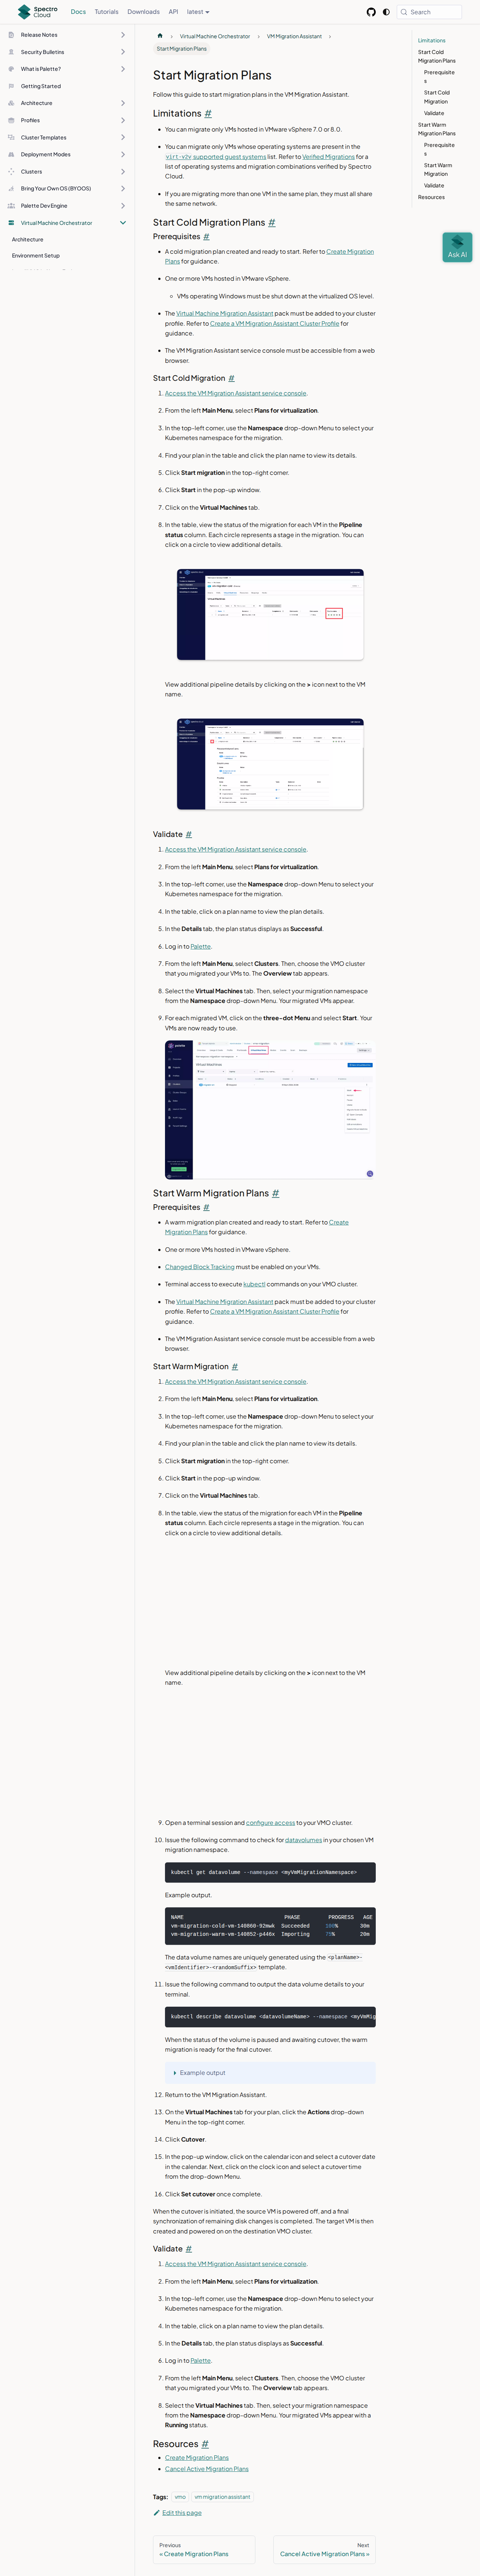 Spectro Cloud
Docs
Tutorials
Downloads
API
latest
Search
Release Notes
Security Bulletins
What is Palette?
Getting Started
Architecture
Profiles
Cluster Templates
Deployment Modes
Clusters
Bring Your Own OS (BYOOS)
Palette Dev Engine
Virtual Machine Orchestrator
Architecture
Environment Setup
Virtual Machine Orchestrator
VM Migration Assistant
Start Migration Plans
Limitations
Start Cold
Migration Plans
Prerequisite
s
Start Cold
Migration
Validate
Start Warm
Migration Plans
Prerequisite
s
Start Warm
Migration
Validate
Resources
Ask AI
Start Migration Plans
Follow this guide to start migration plans in the VM Migration Assistant.
Limitations #
You can migrate only VMs hosted in VMware vSphere 7.0 or 8.0.
You can migrate only VMs whose operating systems are present in the
virt-v2v supported guest systems list. Refer to Verified Migrations for a
list of operating systems and migration combinations verified by Spectro
Cloud.
If you are migrating more than one VM in the same plan, they must all share
the same network.
Start Cold Migration Plans #
Prerequisites #
A cold migration plan created and ready to start. Refer to Create Migration
Plans for guidance.
One or more VMs hosted in VMware vSphere.
VMs operating Windows must be shut down at the virtualized OS level.
The Virtual Machine Migration Assistant pack must be added to your cluster
profile. Refer to Create a VM Migration Assistant Cluster Profile for
guidance.
The VM Migration Assistant service console must be accessible from a web
browser.
Start Cold Migration #
1. Access the VM Migration Assistant service console.
2. From the left Main Menu, select Plans for virtualization.
3. In the top-left corner, use the Namespace drop-down Menu to select your
Kubernetes namespace for the migration.
4. Find your plan in the table and click the plan name to view its details.
5. Click Start migration in the top-right corner.
6. Click Start in the pop-up window.
7. Click on the Virtual Machines tab.
8. In the table, view the status of the migration for each VM in the Pipeline
status column. Each circle represents a stage in the migration. You can
click on a circle to view additional details.
View additional pipeline details by clicking on the > icon next to the VM
name.
Validate #
1. Access the VM Migration Assistant service console.
2. From the left Main Menu, select Plans for virtualization.
3. In the top-left corner, use the Namespace drop-down Menu to select your
Kubernetes namespace for the migration.
4. In the table, click on a plan name to view the plan details.
5. In the Details tab, the plan status displays as Successful.
6. Log in to Palette.
7. From the left Main Menu, select Clusters. Then, choose the VMO cluster
that you migrated your VMs to. The Overview tab appears.
8. Select the Virtual Machines tab. Then, select your migration namespace
from the Namespace drop-down Menu. Your migrated VMs appear.
9. For each migrated VM, click on the three-dot Menu and select Start. Your
VMs are now ready to use.
Start Warm Migration Plans #
Prerequisites #
A warm migration plan created and ready to start. Refer to Create
Migration Plans for guidance.
One or more VMs hosted in VMware vSphere.
Changed Block Tracking must be enabled on your VMs.
Terminal access to execute kubectl commands on your VMO cluster.
The Virtual Machine Migration Assistant pack must be added to your cluster
profile. Refer to Create a VM Migration Assistant Cluster Profile for
guidance.
The VM Migration Assistant service console must be accessible from a web
browser.
Start Warm Migration #
1. Access the VM Migration Assistant service console.
2. From the left Main Menu, select Plans for virtualization.
3. In the top-left corner, use the Namespace drop-down Menu to select your
Kubernetes namespace for the migration.
4. Find your plan in the table and click the plan name to view its details.
5. Click Start migration in the top-right corner.
6. Click Start in the pop-up window.
7. Click on the Virtual Machines tab.
8. In the table, view the status of the migration for each VM in the Pipeline
status column. Each circle represents a stage in the migration. You can
click on a circle to view additional details.
View additional pipeline details by clicking on the > icon next to the VM
name.
9. Open a terminal session and configure access to your VMO cluster.
10. Issue the following command to check for datavolumes in your chosen VM
migration namespace.
kubectl get datavolume --namespace <myVmMigrationNamespace>
Example output.
NAME PHASE PROGRESS AGE
vm-migration-cold-vm-140860-92mwk Succeeded 100% 30m
vm-migration-warm-vm-140852-p446x Importing 75% 20m
The data volume names are uniquely generated using the <planName>-
<vmIdentifier>-<randomSuffix> template.
11. Issue the following command to output the data volume details to your
terminal.
kubectl describe datavolume <datavolumeName> --namespace <myVmMig
When the status of the volume is paused and awaiting cutover, the warm
migration is ready for the final cutover.
Example output
12. Return to the VM Migration Assistant.
13. On the Virtual Machines tab for your plan, click the Actions drop-down
Menu in the top-right corner.
14. Click Cutover.
15. In the pop-up window, click on the calendar icon and select a cutover date
in the calendar. Next, click on the clock icon and select a cutover time
from the drop-down Menu.
16. Click Set cutover once complete.
When the cutover is initiated, the source VM is powered off, and a final
synchronization of remaining disk changes is completed. The target VM is then
created and powered on on the destination VMO cluster.
Validate #
1. Access the VM Migration Assistant service console.
2. From the left Main Menu, select Plans for virtualization.
3. In the top-left corner, use the Namespace drop-down Menu to select your
Kubernetes namespace for the migration.
4. In the table, click on a plan name to view the plan details.
5. In the Details tab, the plan status displays as Successful.
6. Log in to Palette.
7. From the left Main Menu, select Clusters. Then, choose the VMO cluster
that you migrated your VMs to. The Overview tab appears.
8. Select the Virtual Machines tab. Then, select your migration namespace
from the Namespace drop-down Menu. Your migrated VMs appear with a
Running status.
Resources #
Create Migration Plans
Cancel Active Migration Plans
Tags: vmo vm migration assistant
Edit this page
Previous
« Create Migration Plans
Next
Cancel Active Migration Plans »